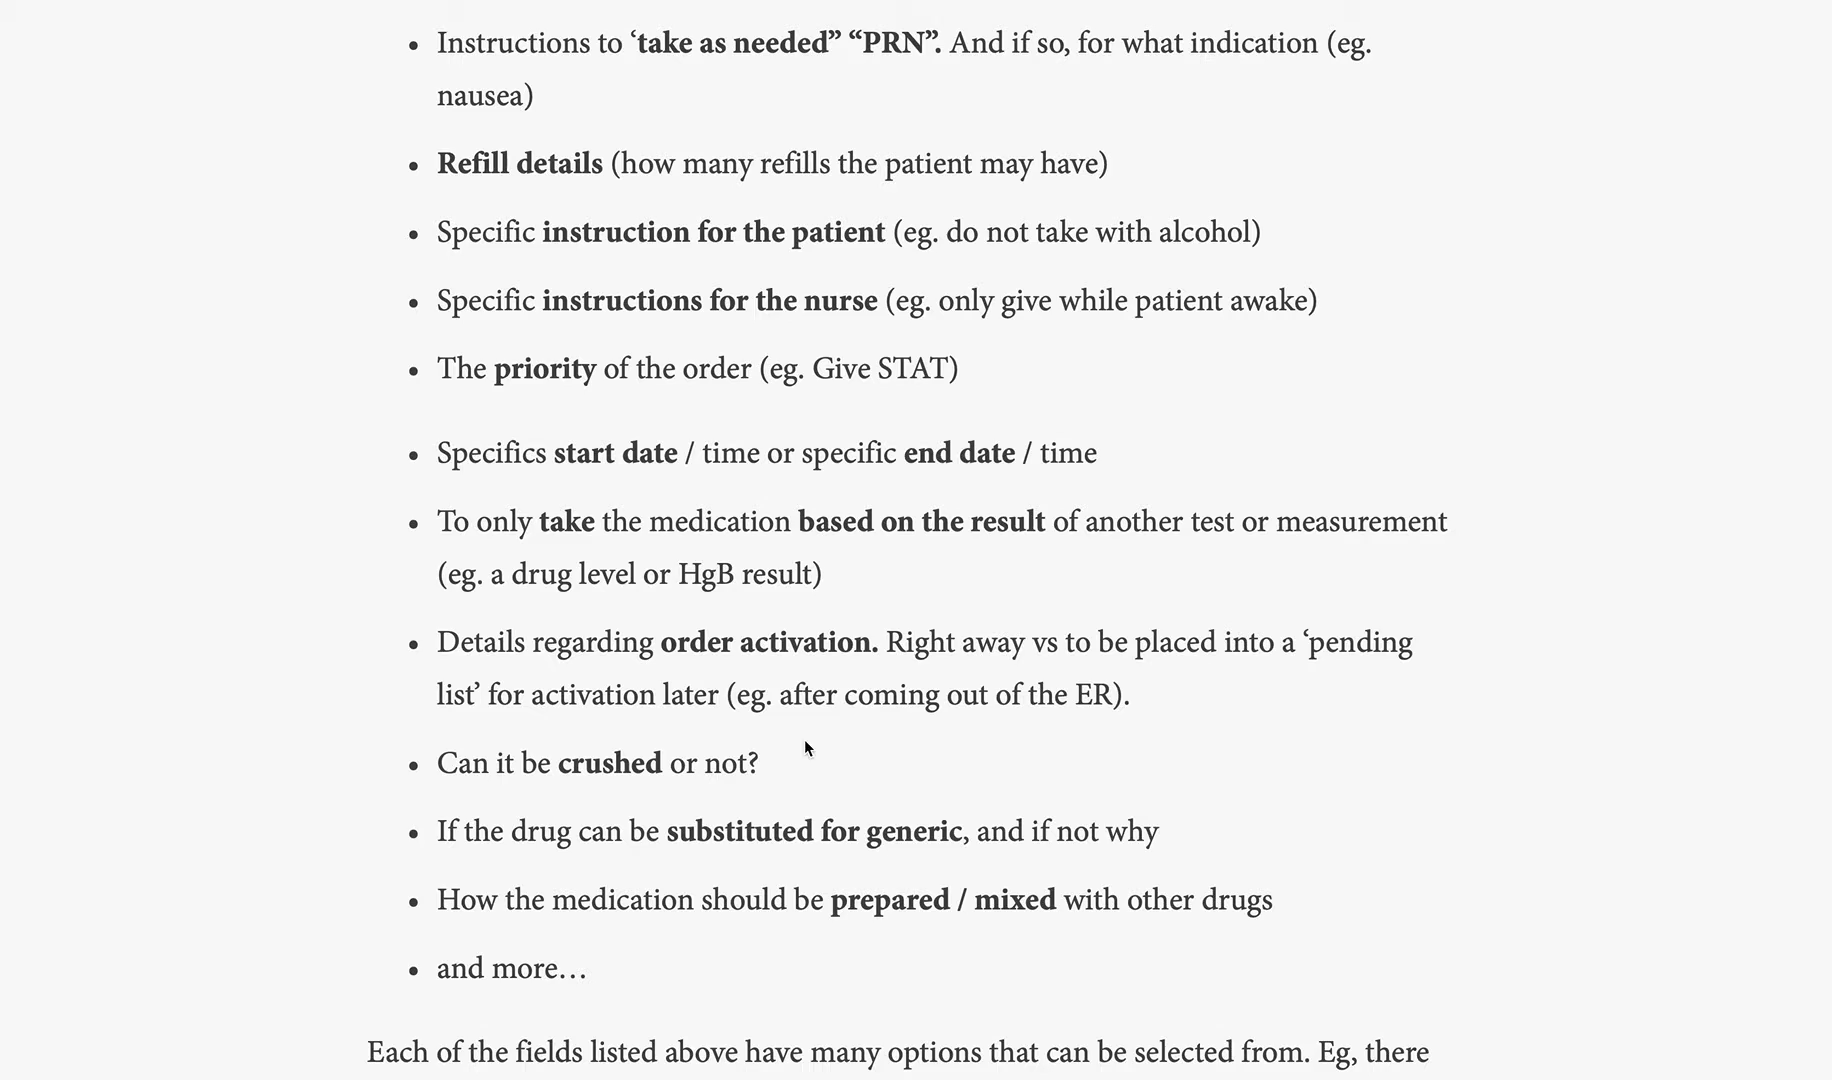 • Instructions to ‘take as needed” “PRN”. And if so, for what indication (eg.
nausea)
• Refill details (how many refills the patient may have)
• Specific instruction for the patient (eg. do not take with alcohol)
• Specific instructions for the nurse (eg. only give while patient awake)
• The priority of the order (eg. Give STAT)
• Specifics start date / time or specific end date / time
• To only take the medication based on the result of another test or measurement
(eg. a drug level or HgB result)
• Details regarding order activation. Right away vs to be placed into a ‘pending
list’ for activation later (eg. after coming out of the ER).
• Can it be crushed or not?
• If the drug can be substituted for generic, and if not why
• How the medication should be prepared / mixed with other drugs
• and more…
Each of the fields listed above have many options that can be selected from. Eg, there